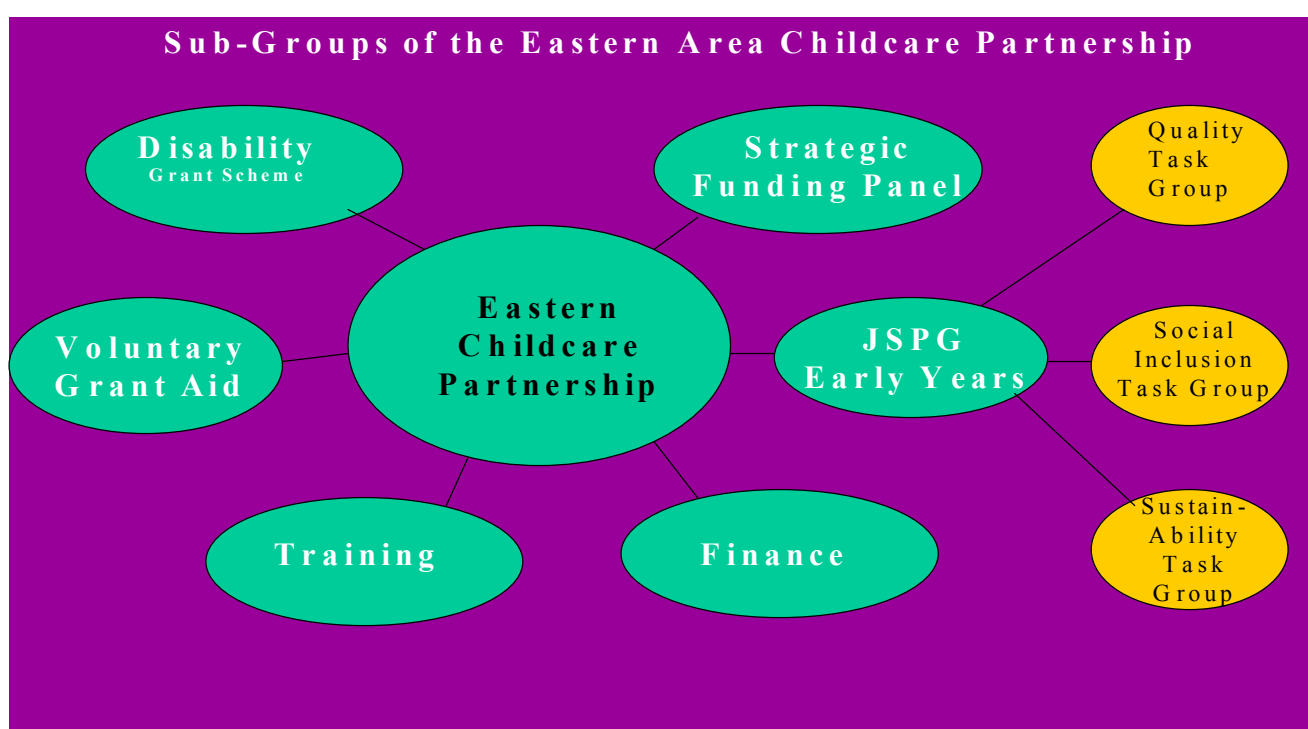 Sub-Groups of the Eastern Area Childcare Partnership
Disability
Grant Scheme
Strategic
Funding Panel
Quality
Task
Group
Eastern
Childcare
Partnership
Voluntary
Grant Aid
JSPG
Early Years
Social
Inclusion
Task Group
Training
Finance
Sustain-
Ability
Task
Group